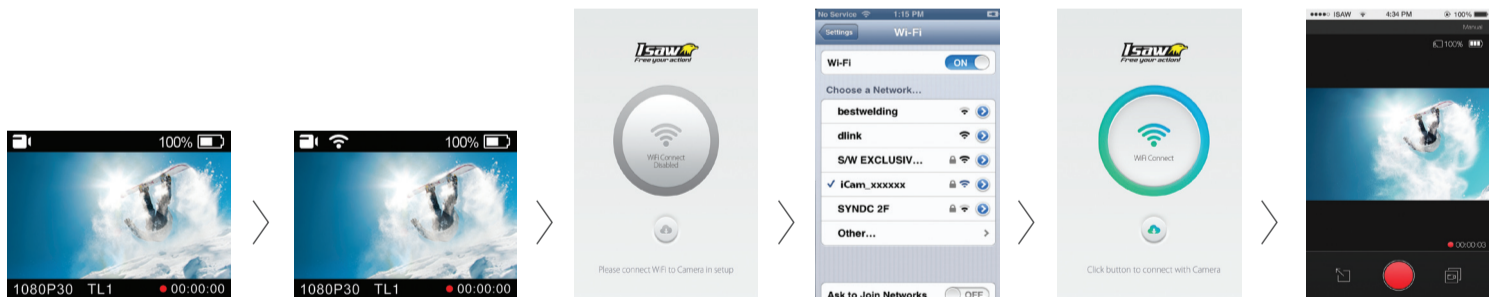 100%
1080P30 TL1 00:00:00
100%
1080P30 TL1 00:00:00
Isaw
Free your action!
WiFi Connect
Disabled
Please connect WiFi to Camera in setup
No Service 1:15 PM
Settings Wi-Fi
Wi-Fi ON
Choose a Network...
bestwelding
dlink
S/W EXCLUSIV...
iCam_xxxxxx
SYNDC 2F
Other...
Ask to Join Networks OFF
Isaw
Free your action!
WiFi Connect
Click button to connect with Camera
ISAW 4:34 PM 100%
Manual
100%
00:00:00